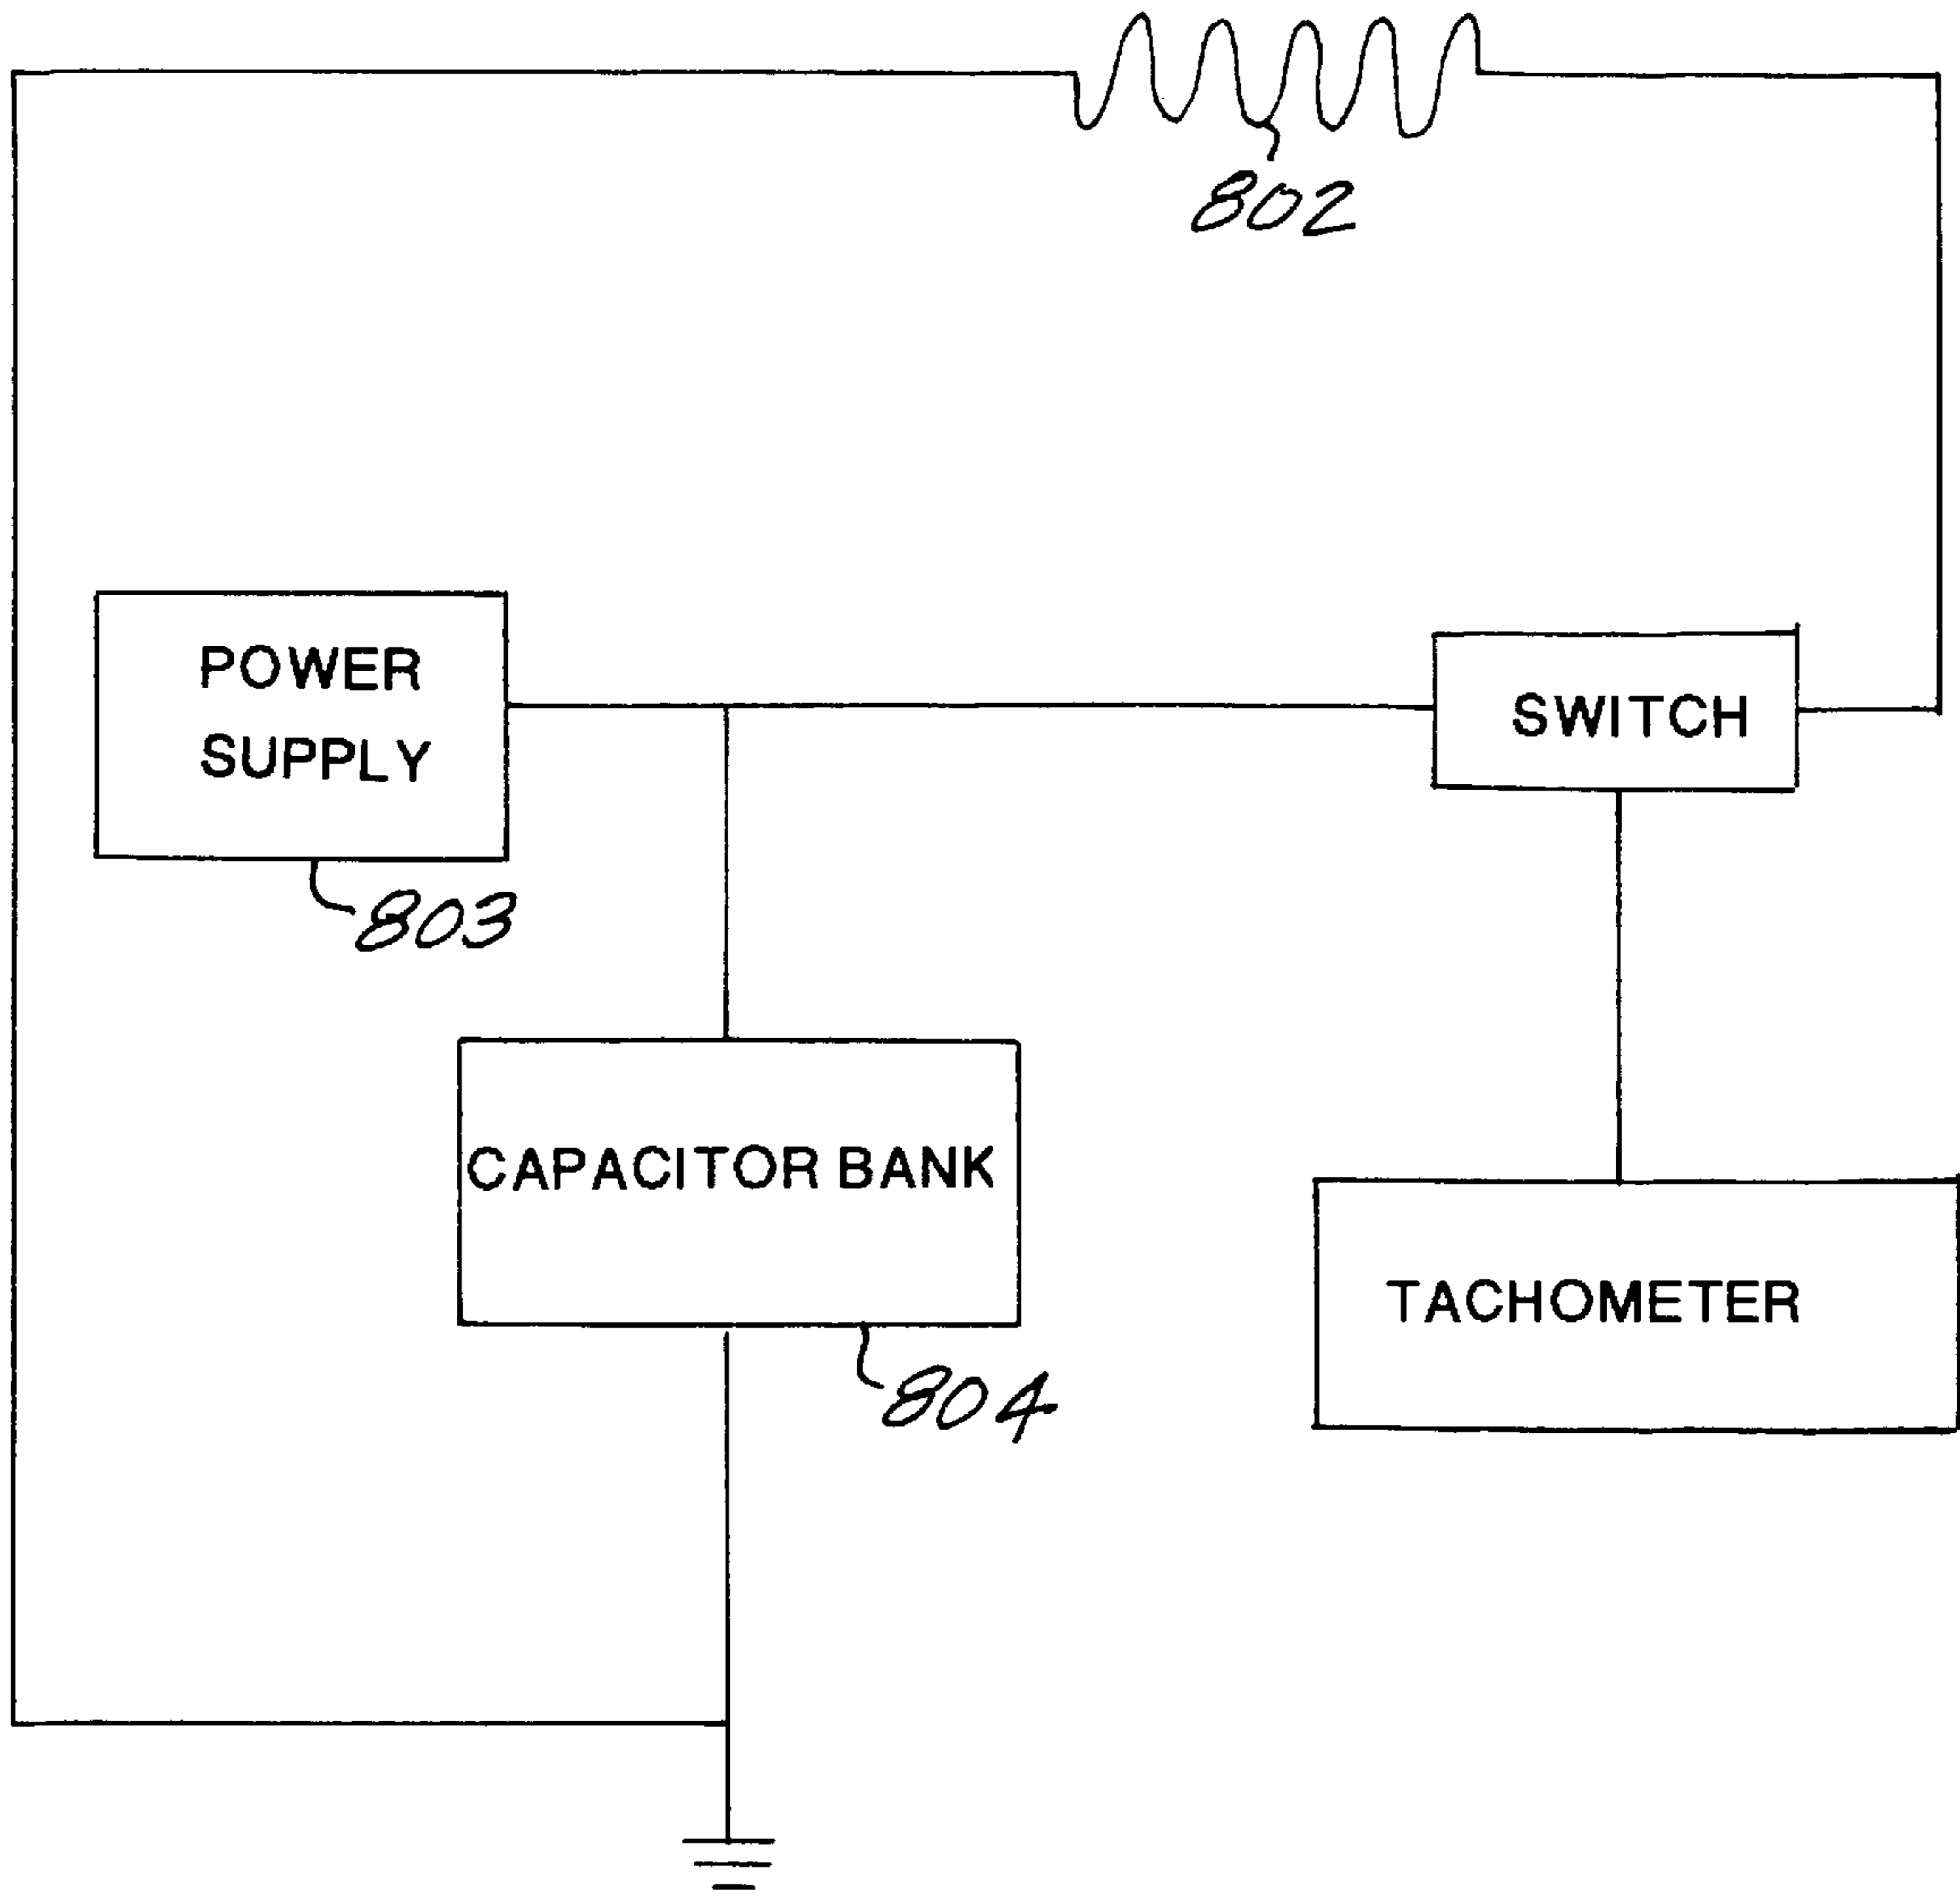 802
POWER
SUPPLY
SWITCH
803
CAPACITOR BANK
TACHOMETER
804